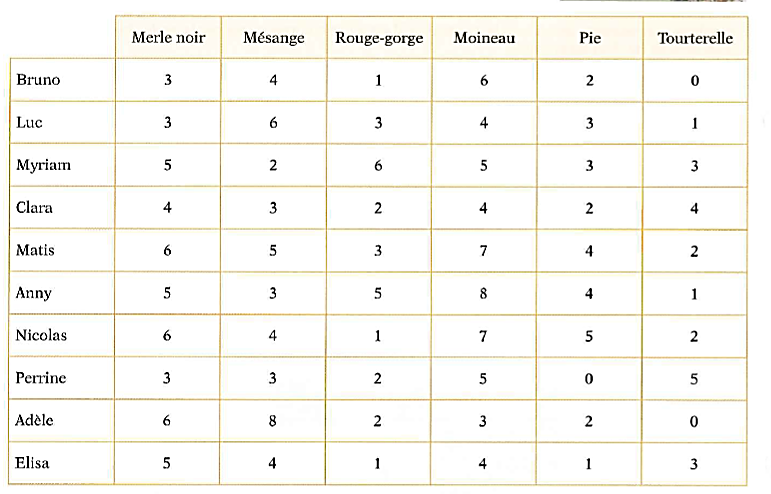 Merle noir Mésange Rouge-gorge Moineau Pie Tourterelle
Bruno 3 4 1 6 2 0
Luc 3 6 3 4 3 1
Myriam 5 2 6 5 3 3
Clara 4 3 2 4 2 4
Matis 6 5 3 7 4 2
Anny 5 3 5 8 4 1
Nicolas 6 4 1 7 5 2
Perrine 3 3 2 5 0 5
Adèle 6 8 2 3 2 0
Elisa 5 4 1 4 1 3